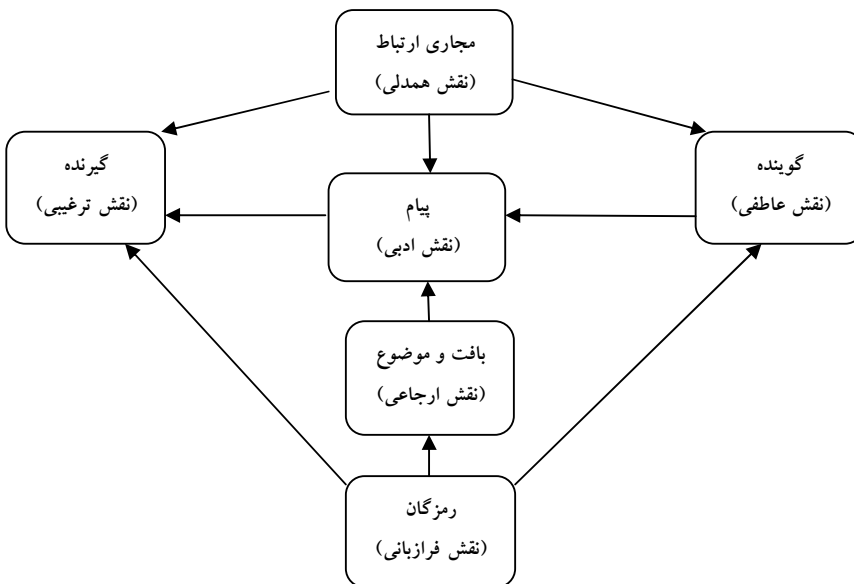 مجاری ارتباط
(نقش همدلی)
گوینده
(نقش عاطفی)
پیام
(نقش ادبی)
گیرنده
(نقش ترغیبی)
بافت و موضوع
(نقش ارجاعی)
رمزگان
(نقش فرازبانی)